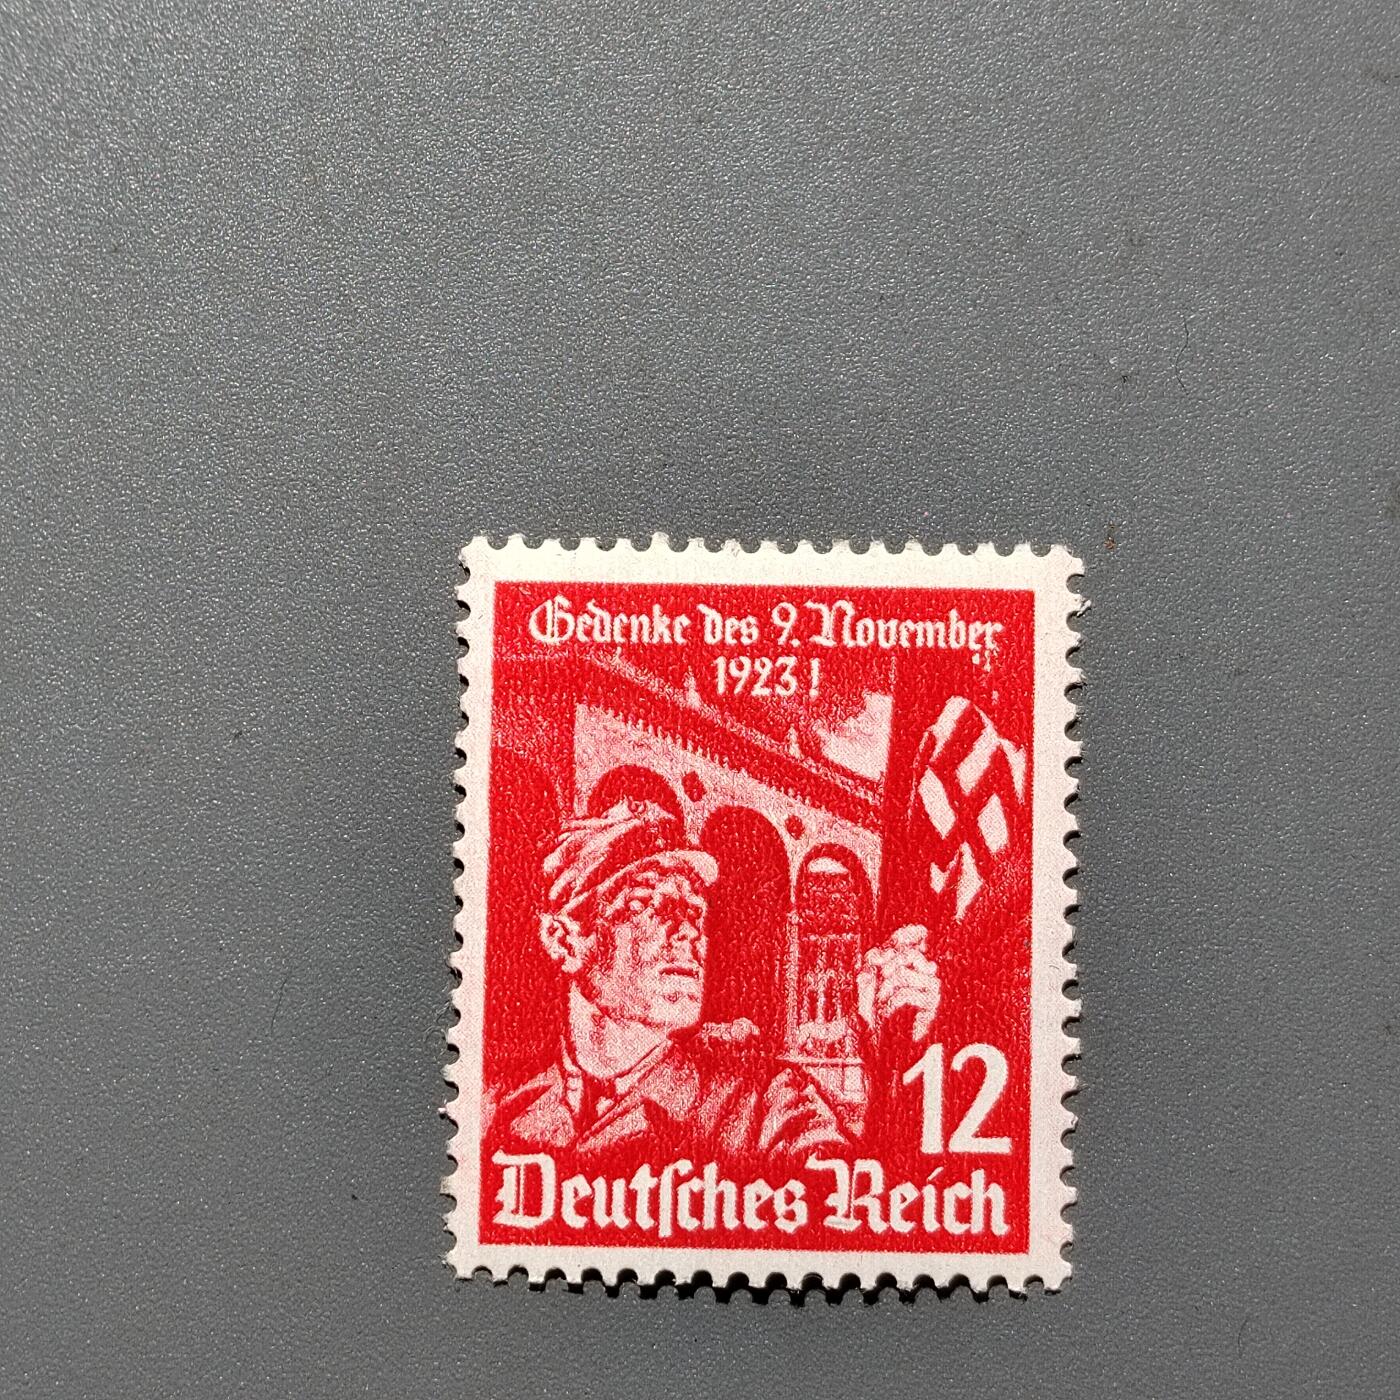 Gedenke des 9. November
1923!
12
Deutſches Reich